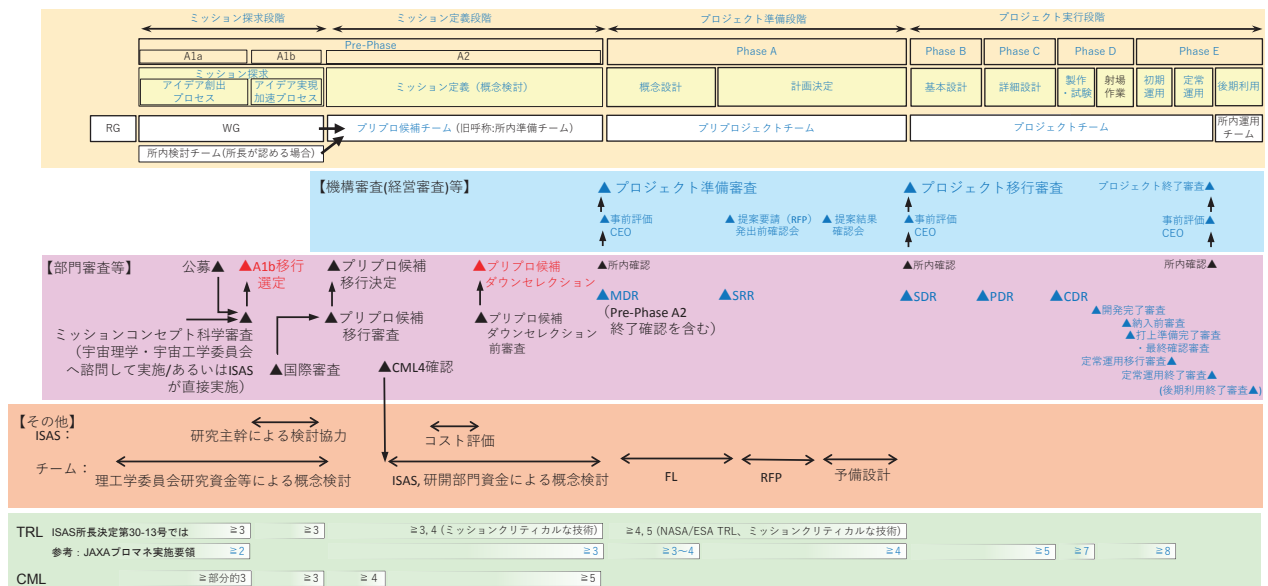 ミッション探求段階
ミッション定義段階
プロジェクト準備段階
プロジェクト実行段階
Pre-Phase
A1a
A1b
A2
Phase A
Phase B
Phase C
Phase D
Phase E
ミッション探求
アイデア創出
プロセス
アイデア実現
加速プロセス
ミッション定義（概念検討）
概念設計
計画決定
基本設計
詳細設計
製作
・試験
射場
作業
初期
運用
定常
運用
後期利用
RG
WG
プリプロ候補チーム (旧呼称:所内準備チーム)
プリプロジェクトチーム
プロジェクトチーム
所内運用
チーム
所内検討チーム(所長が認める場合)
【機構審査(経営審査)等】
▲プロジェクト準備審査
▲プロジェクト移行審査
プロジェクト終了審査▲
▲事前評価
CEO
▲提案要請（RFP）
発出前確認会
▲提案結果
確認会
▲事前評価
CEO
事前評価▲
CEO
【部門審査等】
公募▲
▲A1b移行
選定
▲プリプロ候補
移行決定
▲プリプロ候補
ダウンセレクション
▲所内確認
▲所内確認
所内確認▲
▲MDR
(Pre-Phase A2
終了確認を含む)
▲SRR
▲SDR
▲PDR
▲CDR
▲
ミッションコンセプト科学審査
（宇宙理学・宇宙工学委員会
へ諮問して実施/あるいはISAS
が直接実施）
▲プリプロ候補
移行審査
▲プリプロ候補
ダウンセレクション
前審査
▲国際審査
▲CML4確認
▲開発完了審査
▲納入前審査
▲打上準備完了審査
・最終確認審査
定常運用移行審査▲
定常運用終了審査▲
(後期利用終了審査▲)
【その他】
ISAS：
研究主幹による検討協力
コスト評価
チーム：
理工学委員会研究資金等による概念検討
ISAS, 研開部門資金による概念検討
FL
RFP
予備設計
TRL ISAS所長決定第30-13号では ≧3 ≧3 ≧3, 4 (ミッションクリティカルな技術) ≧4, 5 (NASA/ESA TRL、ミッションクリティカルな技術)
参考：JAXAプロマネ実施要領 ≧2 ≧3 ≧3～4 ≧4 ≧5 ≧7 ≧8
CML ≧部分的3 ≧3 ≧4 ≧5